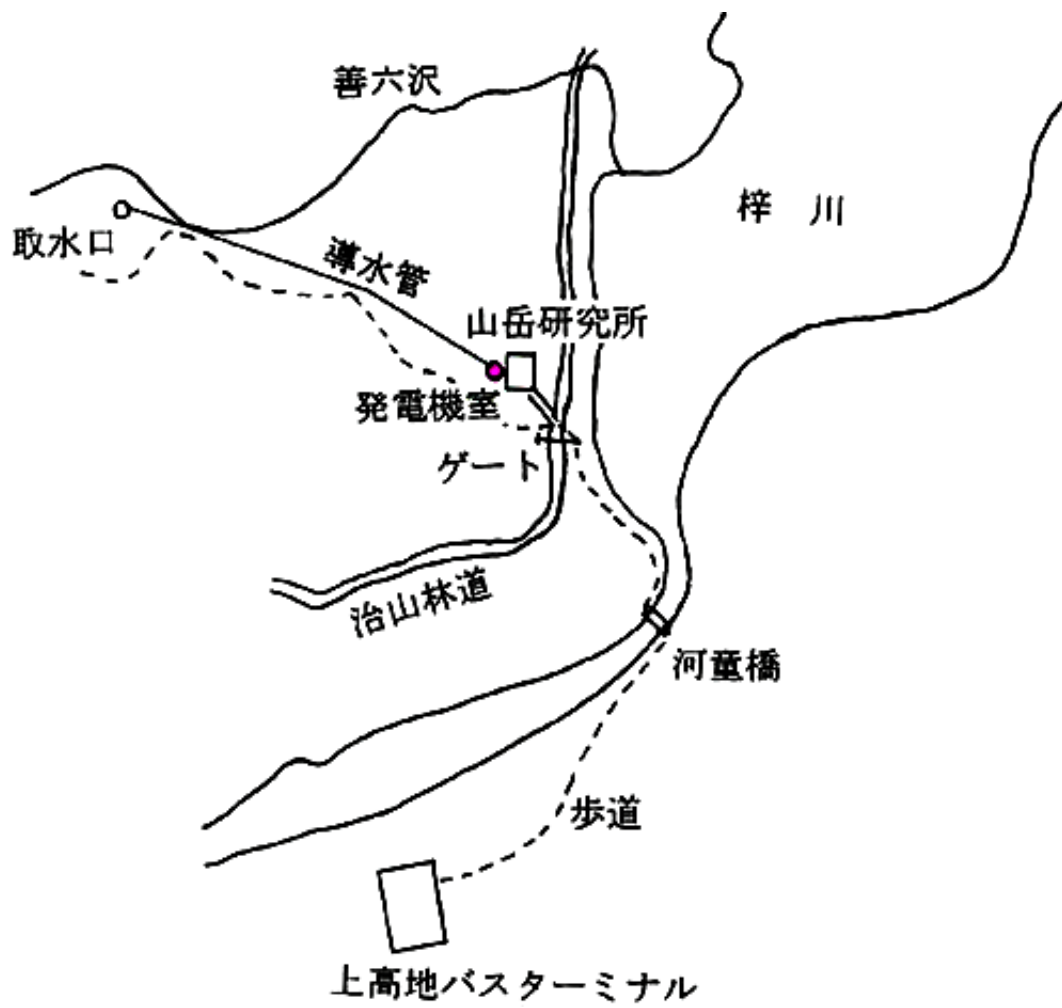 善六沢
梓川
取水口
導水管
山岳研究所
発電機室
ゲート
治山林道
河童橋
歩道
上高地バスターミナル